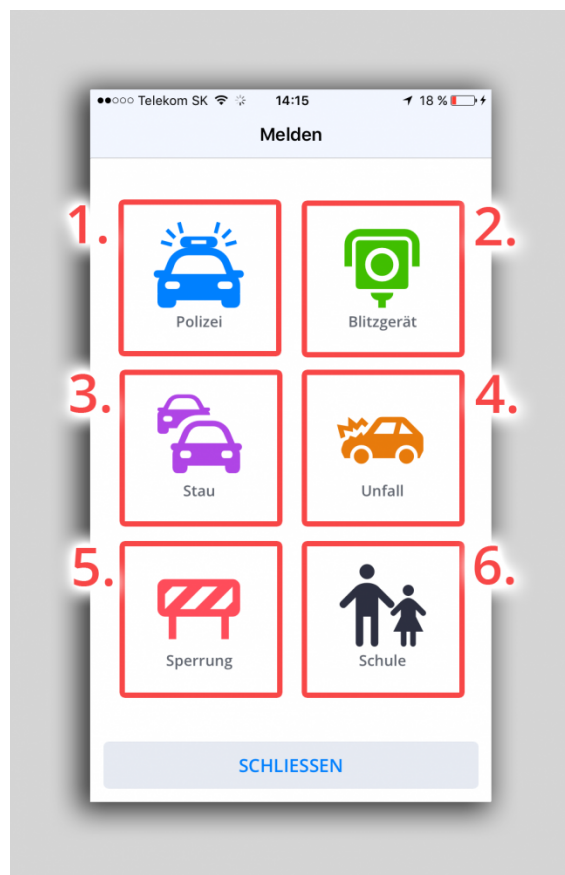 Telekom SK 14:15 18 %
Melden
1.
Polizei
2.
Blitzgerät
3.
Stau
4.
Unfall
5.
Sperrung
6.
Schule
SCHLIESSEN